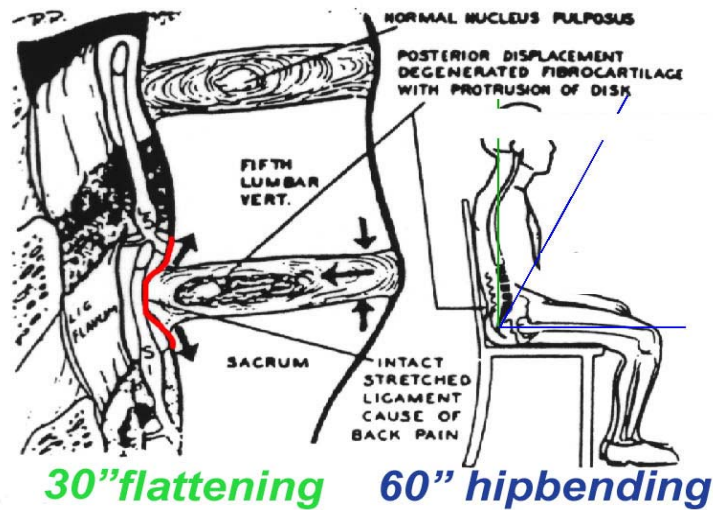 NORMAL NUCLEUS PULPOSUS
POSTERIOR DISPLACEMENT
DEGENERATED FIBROCARTILAGE
WITH PROTRUSION OF DISK
FIFTH
LUMBAR
VERT.
LIG
FLAVUM
SACRUM
INTACT
STRETCHED
LIGAMENT
CAUSE OF
BACK PAIN
30”flattening
60” hipbending